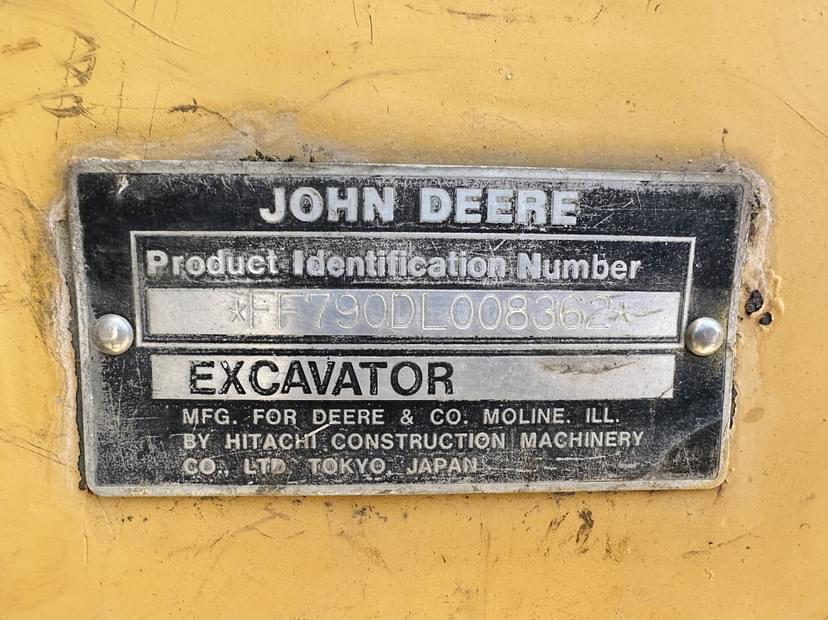 JOHN DEERE
Product Identification Number
*FF790DL008362*
EXCAVATOR
MFG. FOR DEERE & CO. MOLINE. ILL.
BY HITACHI CONSTRUCTION MACHINERY
CO., LTD. TOKYO, JAPAN